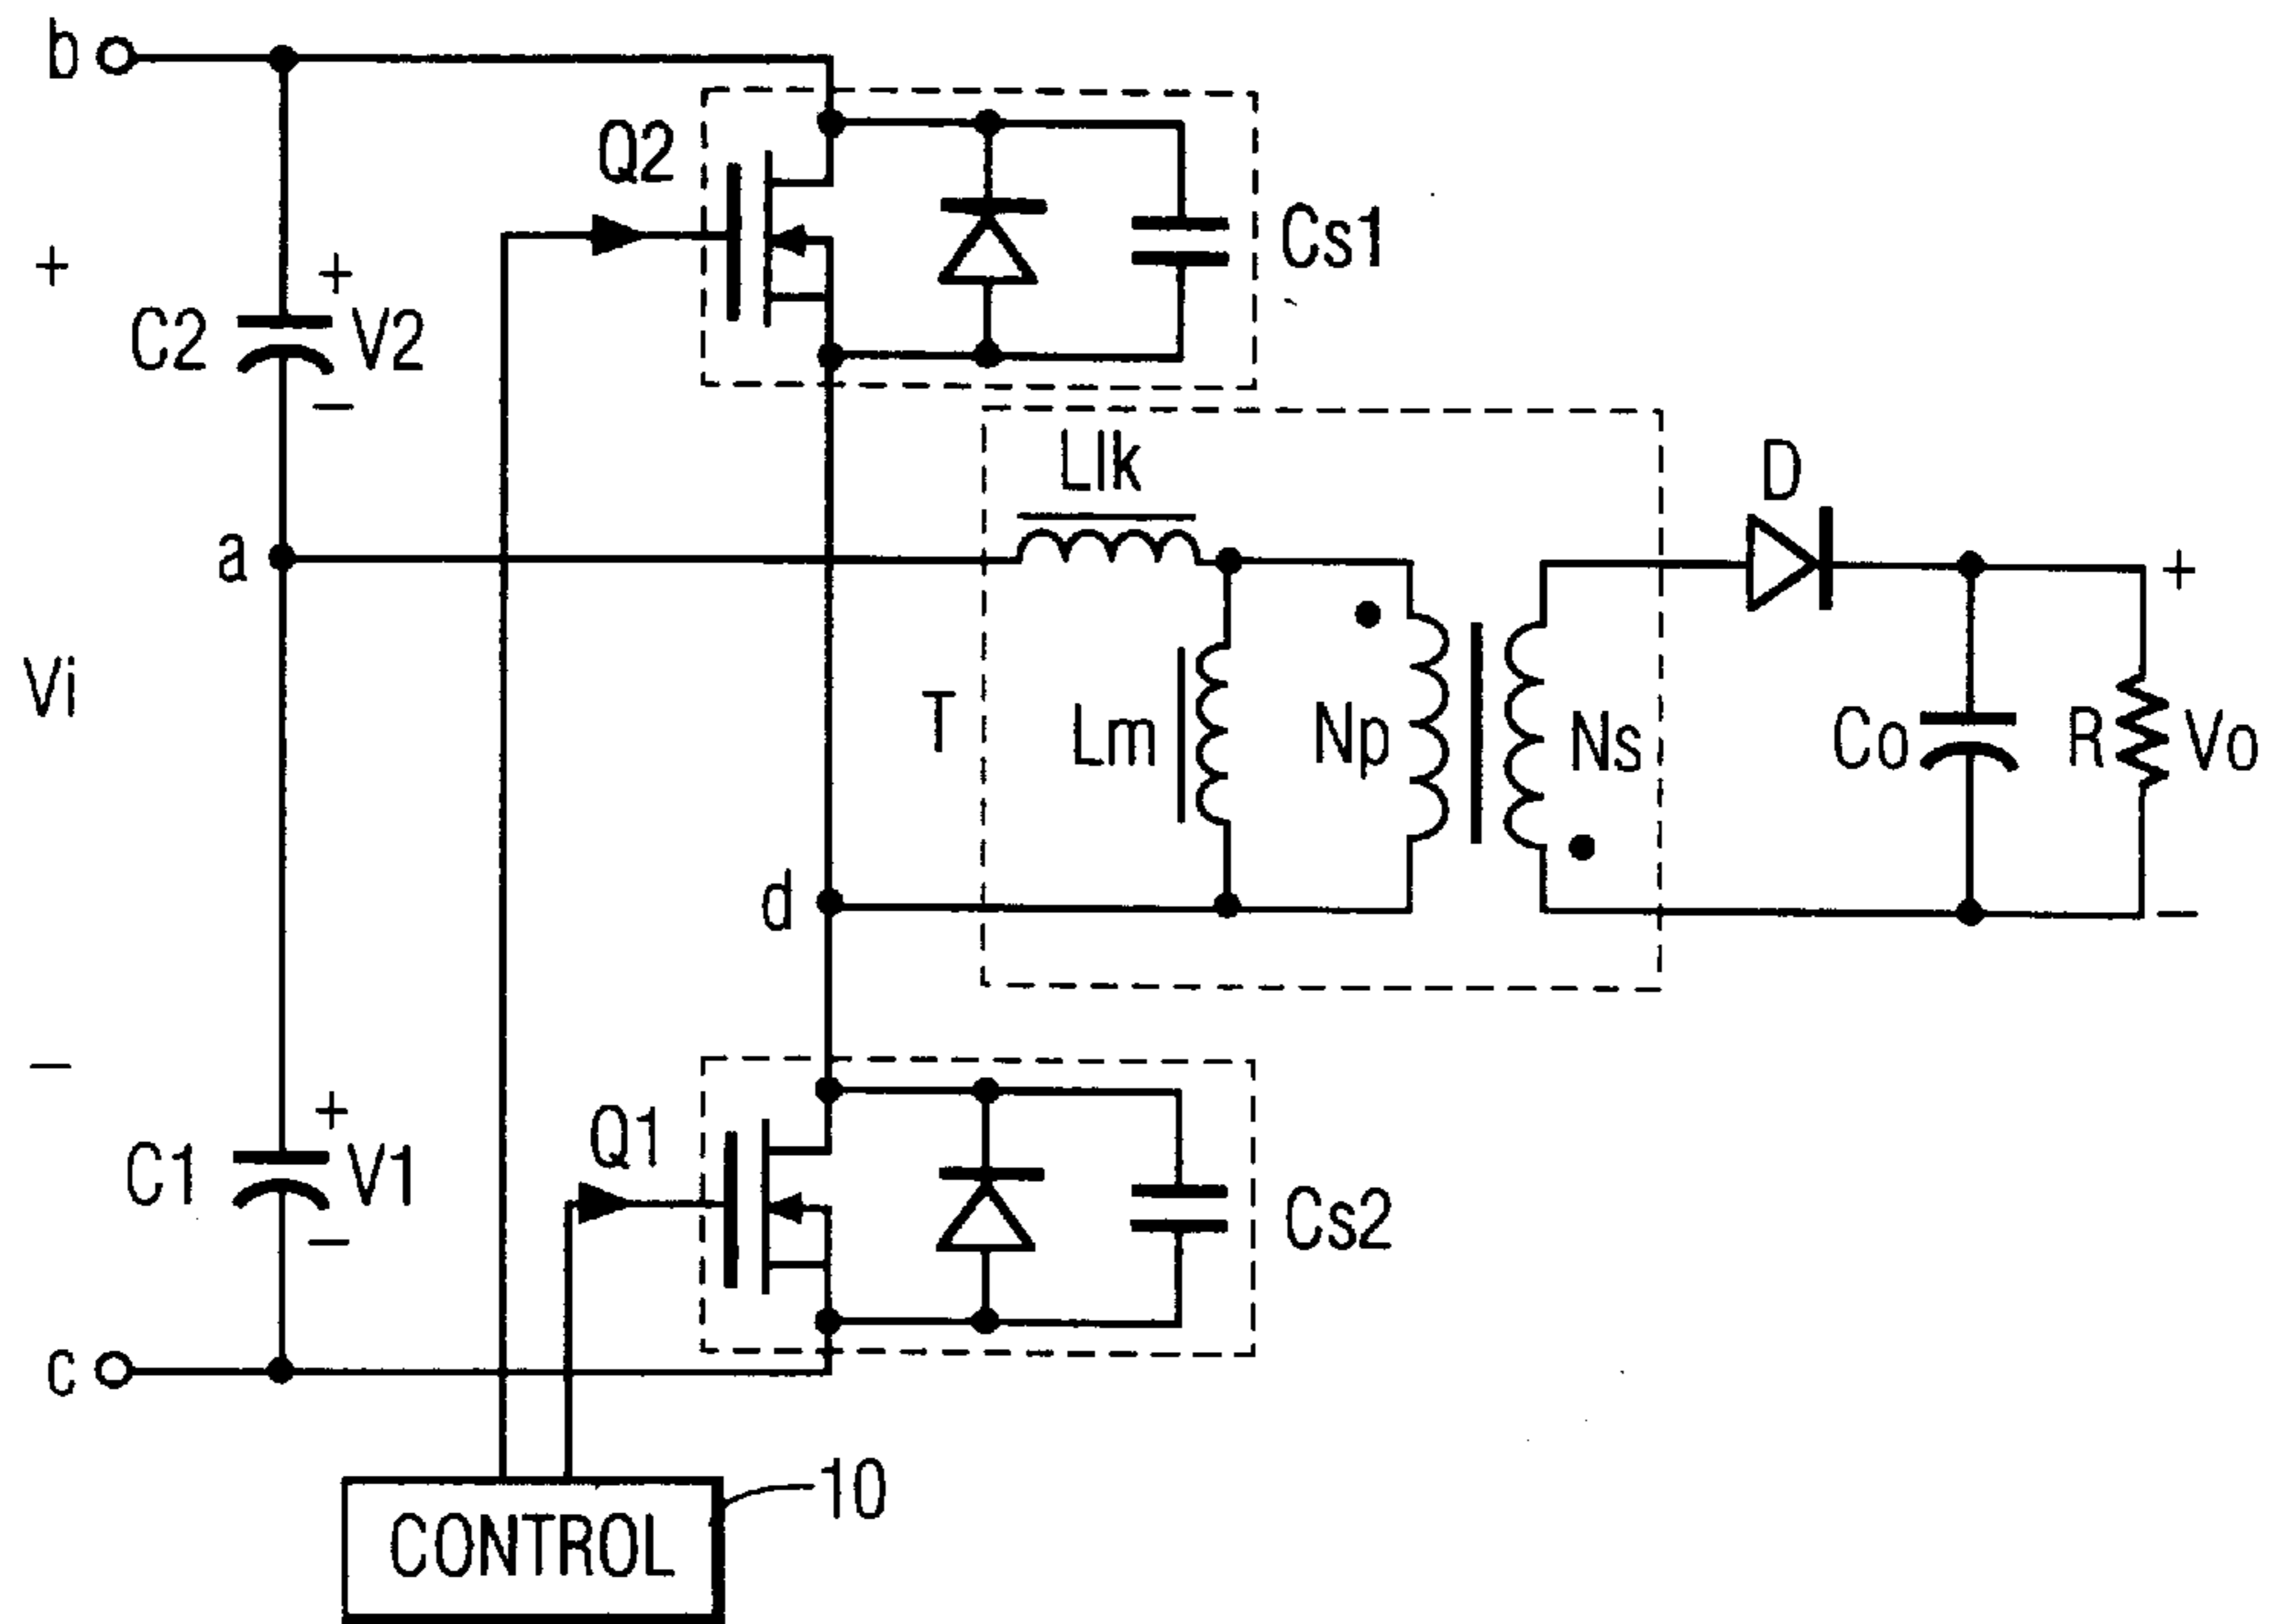 b
Q2
+
+
Cs1
C2
V2
−
Llk
D
a
+
Vi
T
Lm
Np
Ns
Co
R
Vo
d
−
−
+
Q1
C1
V1
Cs2
−
c
10
CONTROL